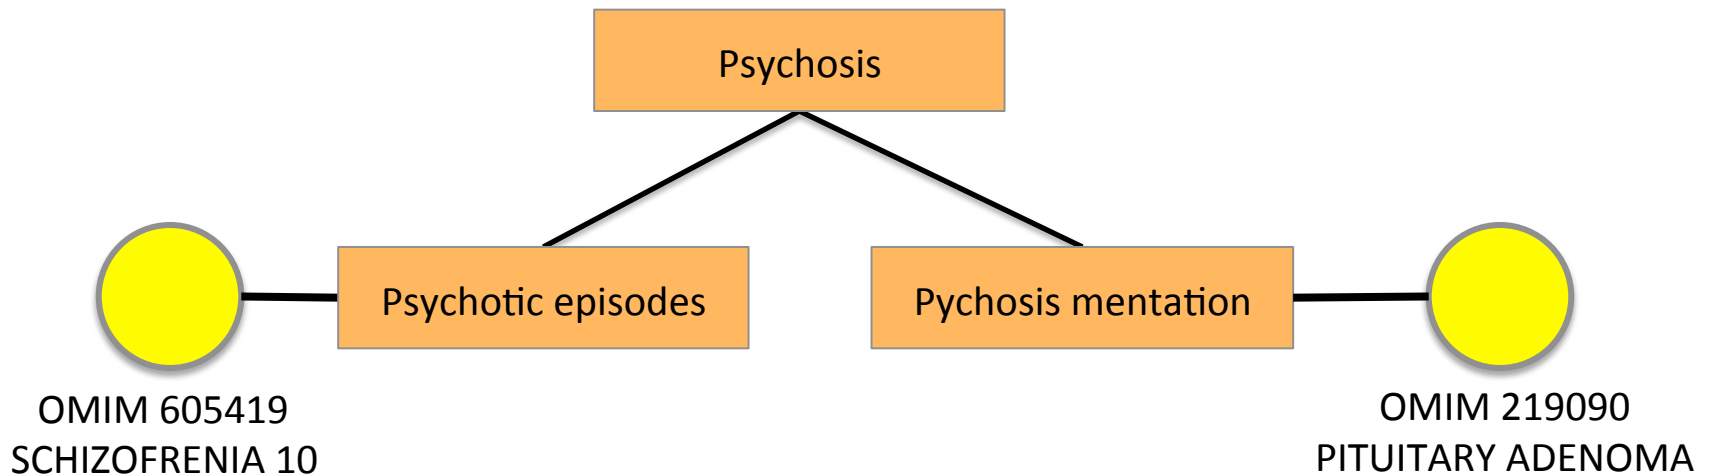 Psychosis
Psychotic episodes
Pychosis mentation
OMIM 605419
SCHIZOFRENIA 10
OMIM 219090
PITUITARY ADENOMA